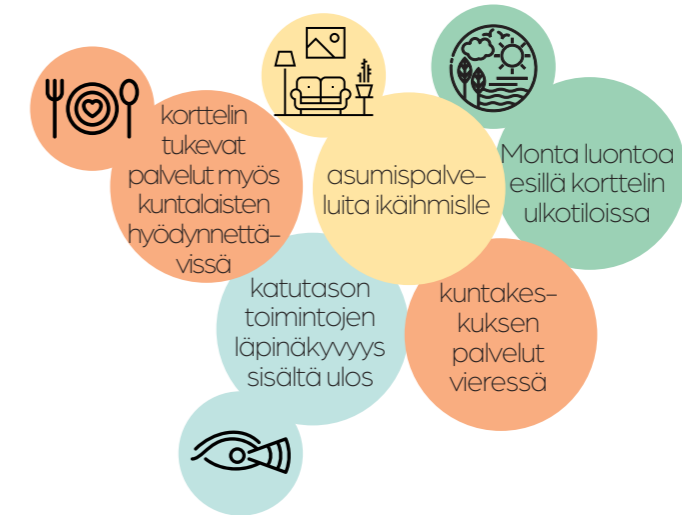 korttelin
tukevat
palvelut myös
kuntalaisten
hyödynnettä-
vissä
asumispalve-
luita ikäihmislle
Monta luontoa
esillä korttelin
ulkotiloissa
katutason
toimintojen
läpinäkyvyys
sisältä ulos
kuntakes-
kuksen
palvelut
vieressä